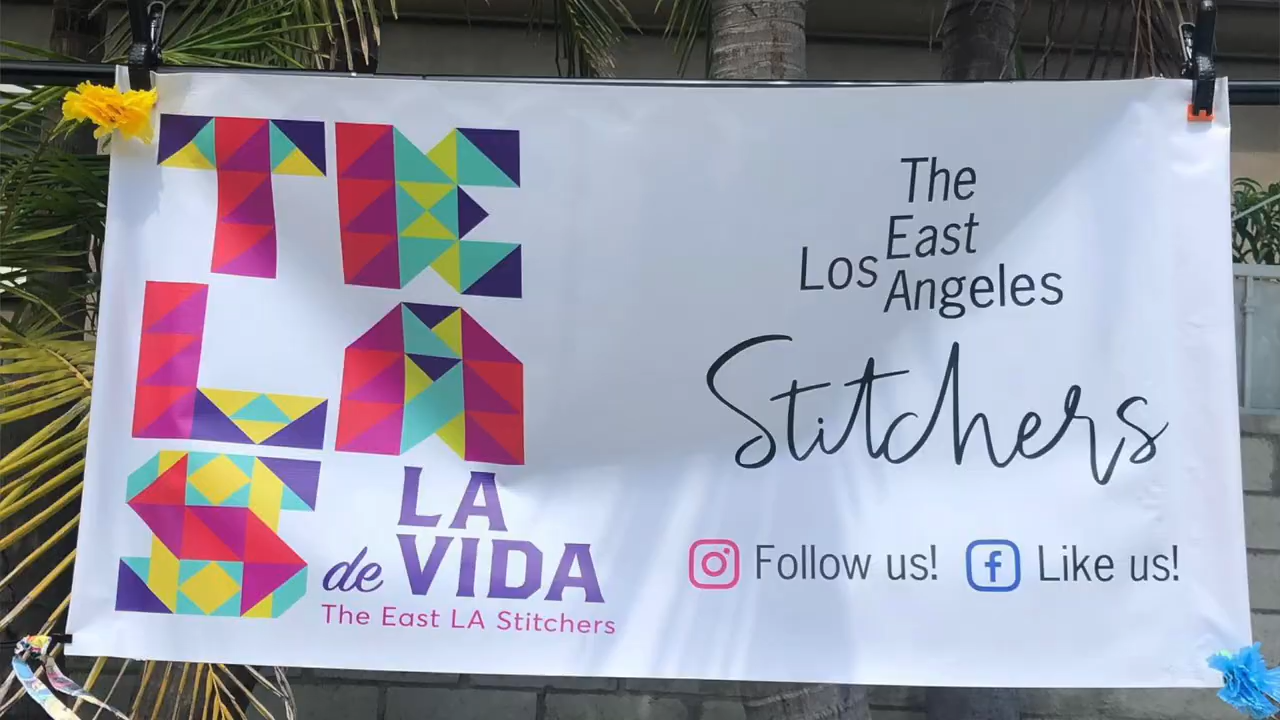 TE
LA
S
de LA VIDA
The East LA Stitchers
The
East
Los Angeles
Stitchers
Follow us! Like us!